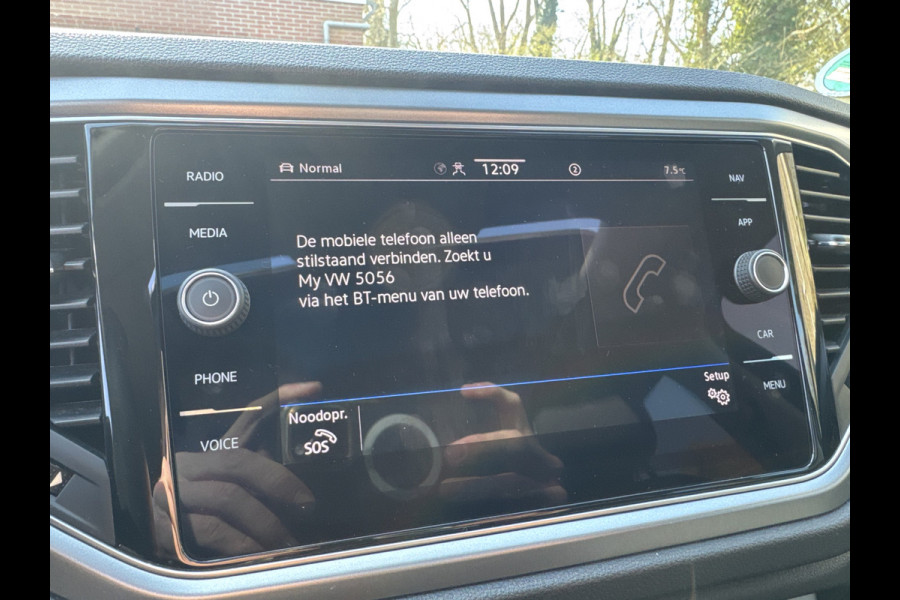 RADIO
MEDIA
PHONE
VOICE
Normal
12:09
2
7.5°C
De mobiele telefoon alleen
stilstaand verbinden. Zoekt u
My VW 5056
via het BT-menu van uw telefoon.
Noodopr.
SOS
Setup
NAV
APP
CAR
MENU